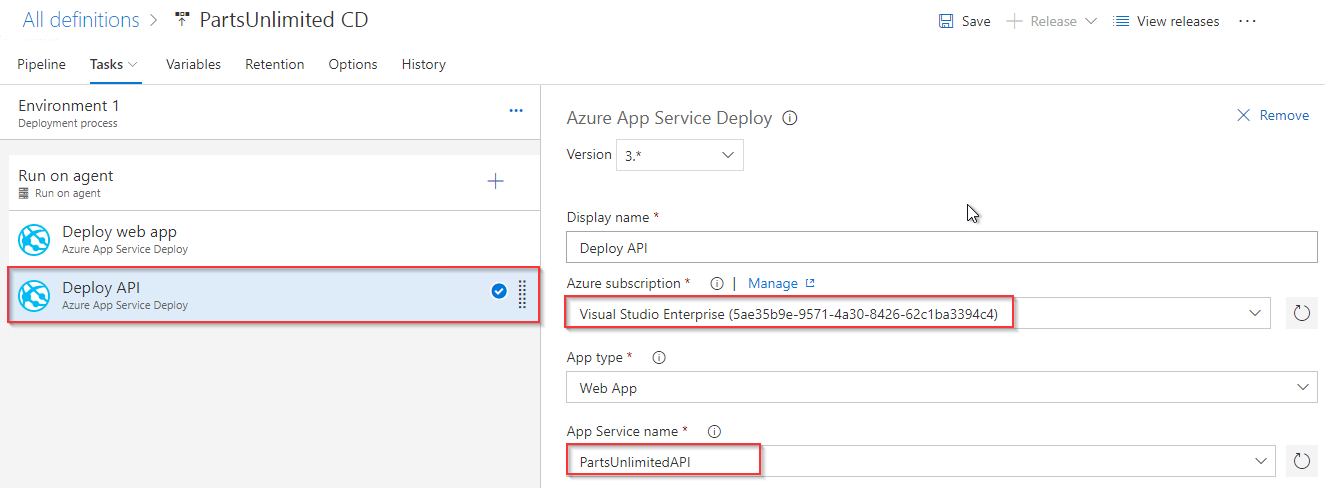 All definitions > PartsUnlimited CD
Save
Release
View releases
...
Pipeline
Tasks
Variables
Retention
Options
History
Environment 1
...
Deployment process
Run on agent
Run on agent
Deploy web app
Azure App Service Deploy
Deploy API
Azure App Service Deploy
Azure App Service Deploy
Remove
Version 3.*
Display name *
Deploy API
Azure subscription * | Manage
Visual Studio Enterprise (5ae35b9e-9571-4a30-8426-62c1ba3394c4)
App type *
Web App
App Service name *
PartsUnlimitedAPI